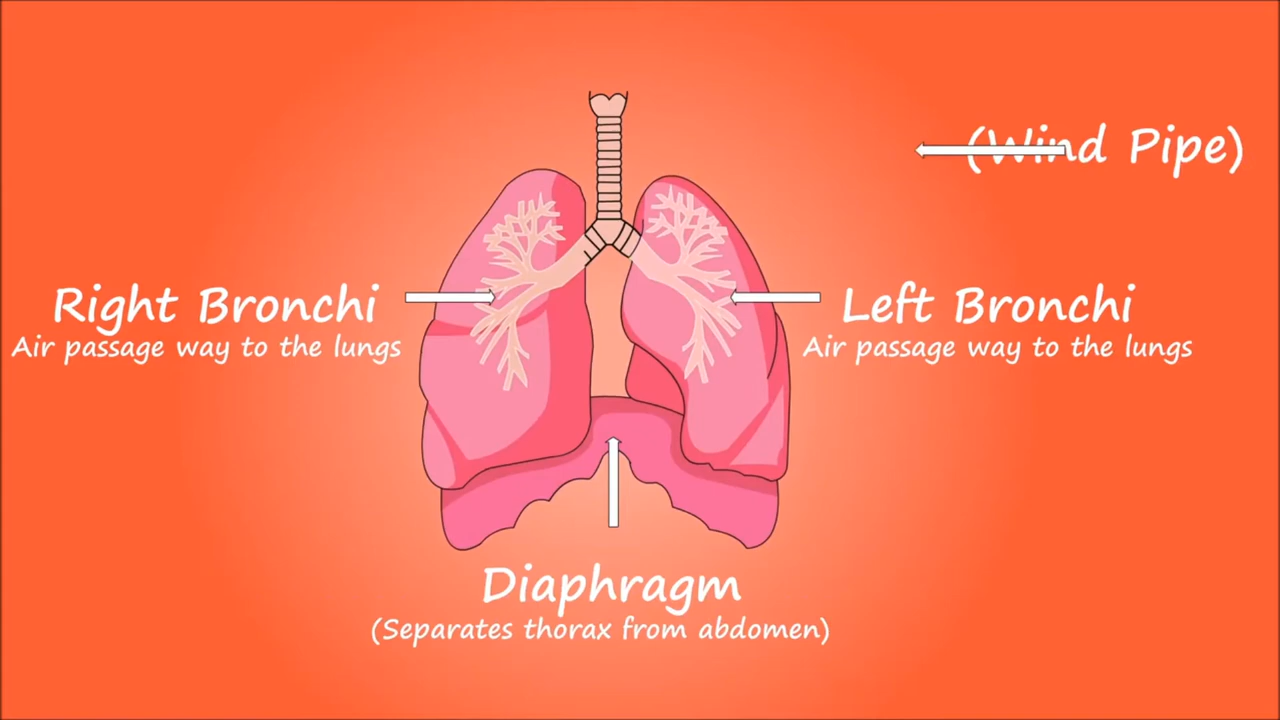 (Wind Pipe)
Right Bronchi
Air passage way to the lungs
Left Bronchi
Air passage way to the lungs
Diaphragm
(Separates thorax from abdomen)